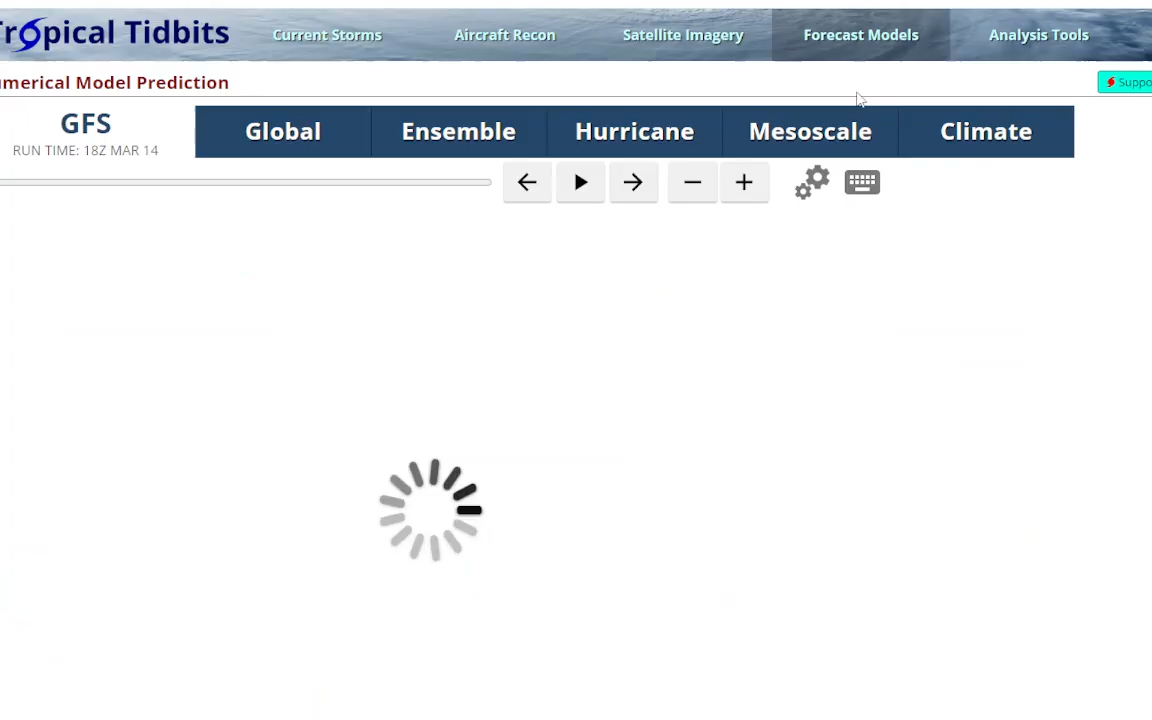 Tropical Tidbits
Current Storms
Aircraft Recon
Satellite Imagery
Forecast Models
Analysis Tools
merical Model Prediction
Suppo
GFS
RUN TIME: 18Z MAR 14
Global
Ensemble
Hurricane
Mesoscale
Climate